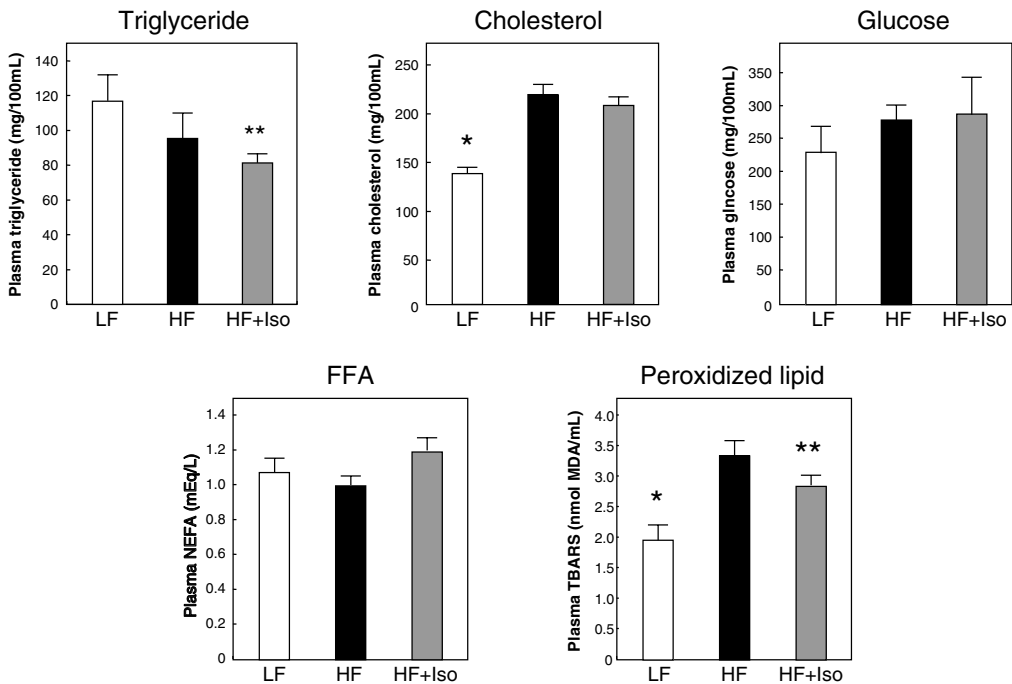 Triglyceride
Plasma triglyceride (mg/100mL)
140
120
100
80
60
40
20
0
**
LF HF HF+Iso
Cholesterol
Plasma cholesterol (mg/100mL)
250
200
150
100
50
0
*
LF HF HF+Iso
Glucose
Plasma glncose (mg/100mL)
350
300
250
200
150
100
50
0
LF HF HF+Iso
FFA
Plasma NEFA (mEq/L)
1.4
1.2
1.0
0.8
0.6
0.4
0.2
0
LF HF HF+Iso
Peroxidized lipid
Plasma TBARS (nmol MDA/mL)
4.0
3.5
3.0
2.5
2.0
1.5
1.0
0.5
0
* **
LF HF HF+Iso